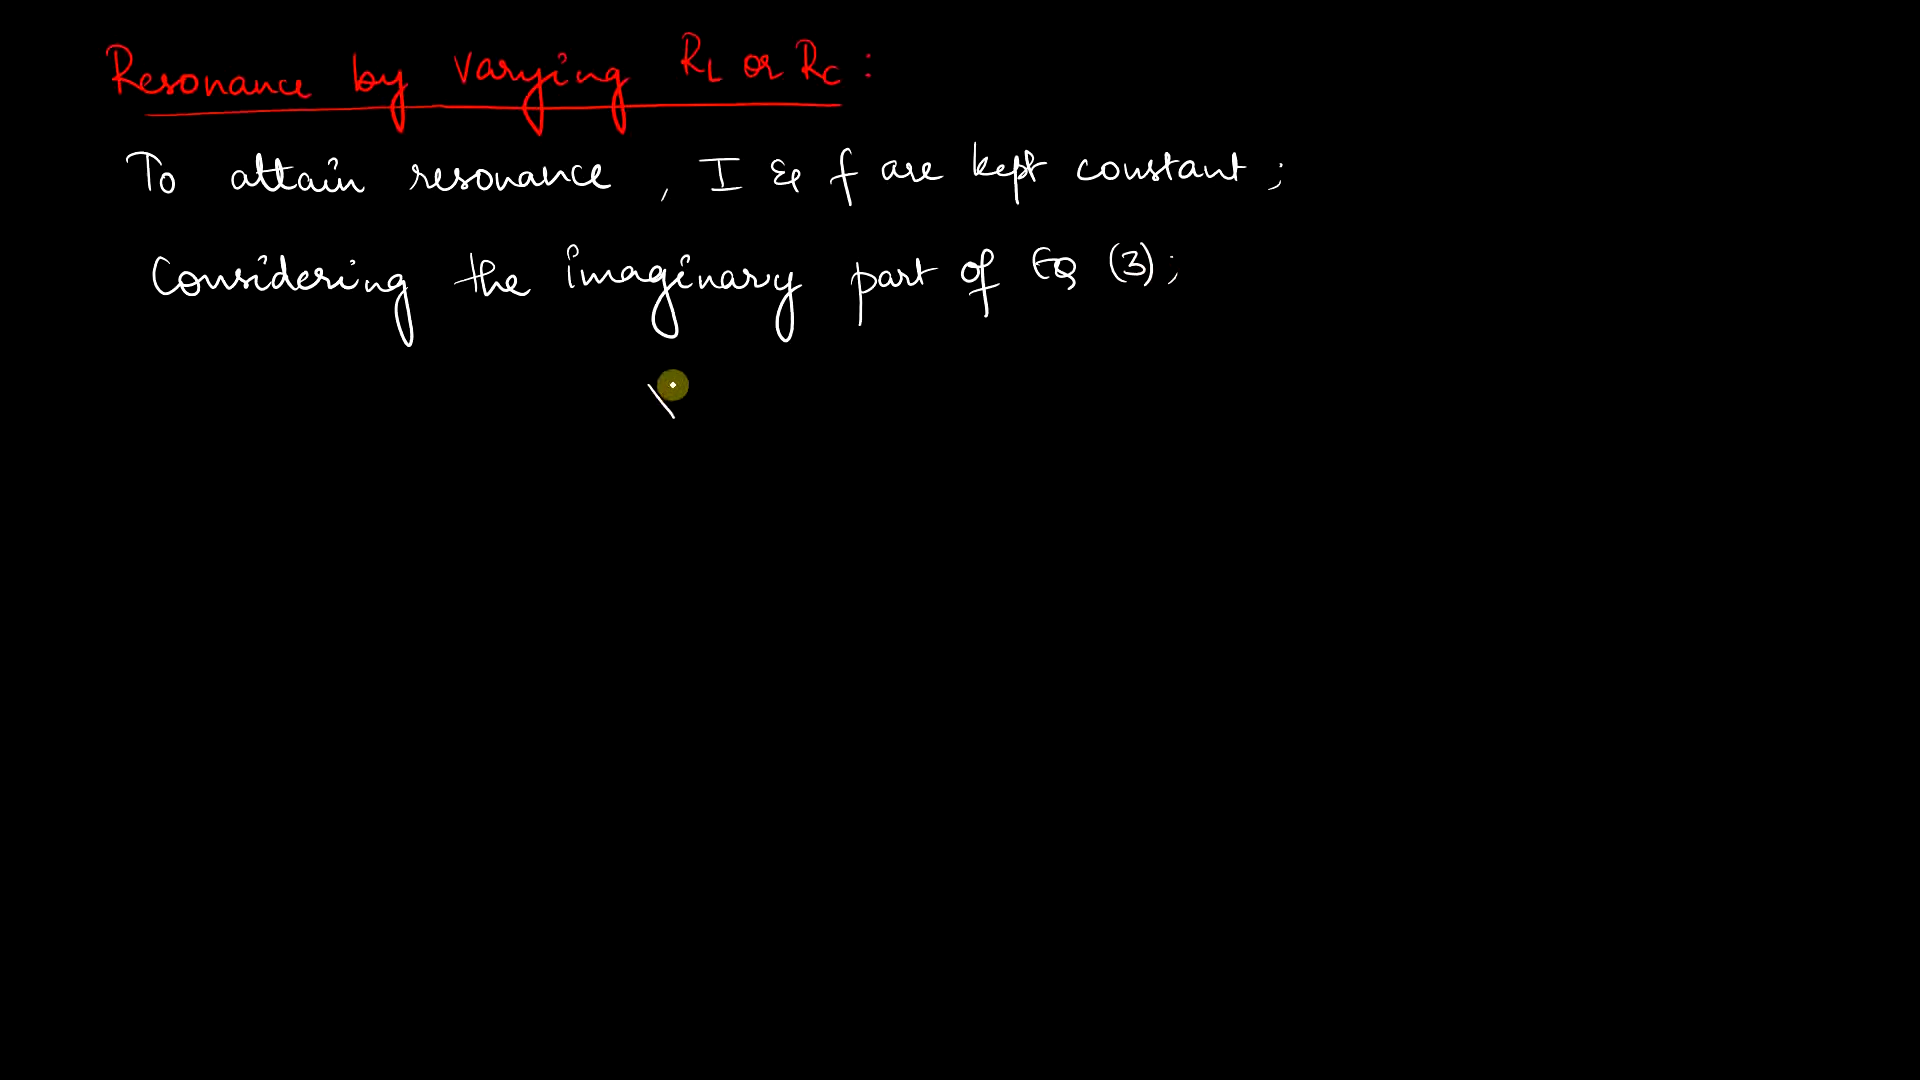 Resonance by varying RL or RC :
To attain resonance , I & f are kept constant ;
Considering the imaginary part of EQ (3) ;